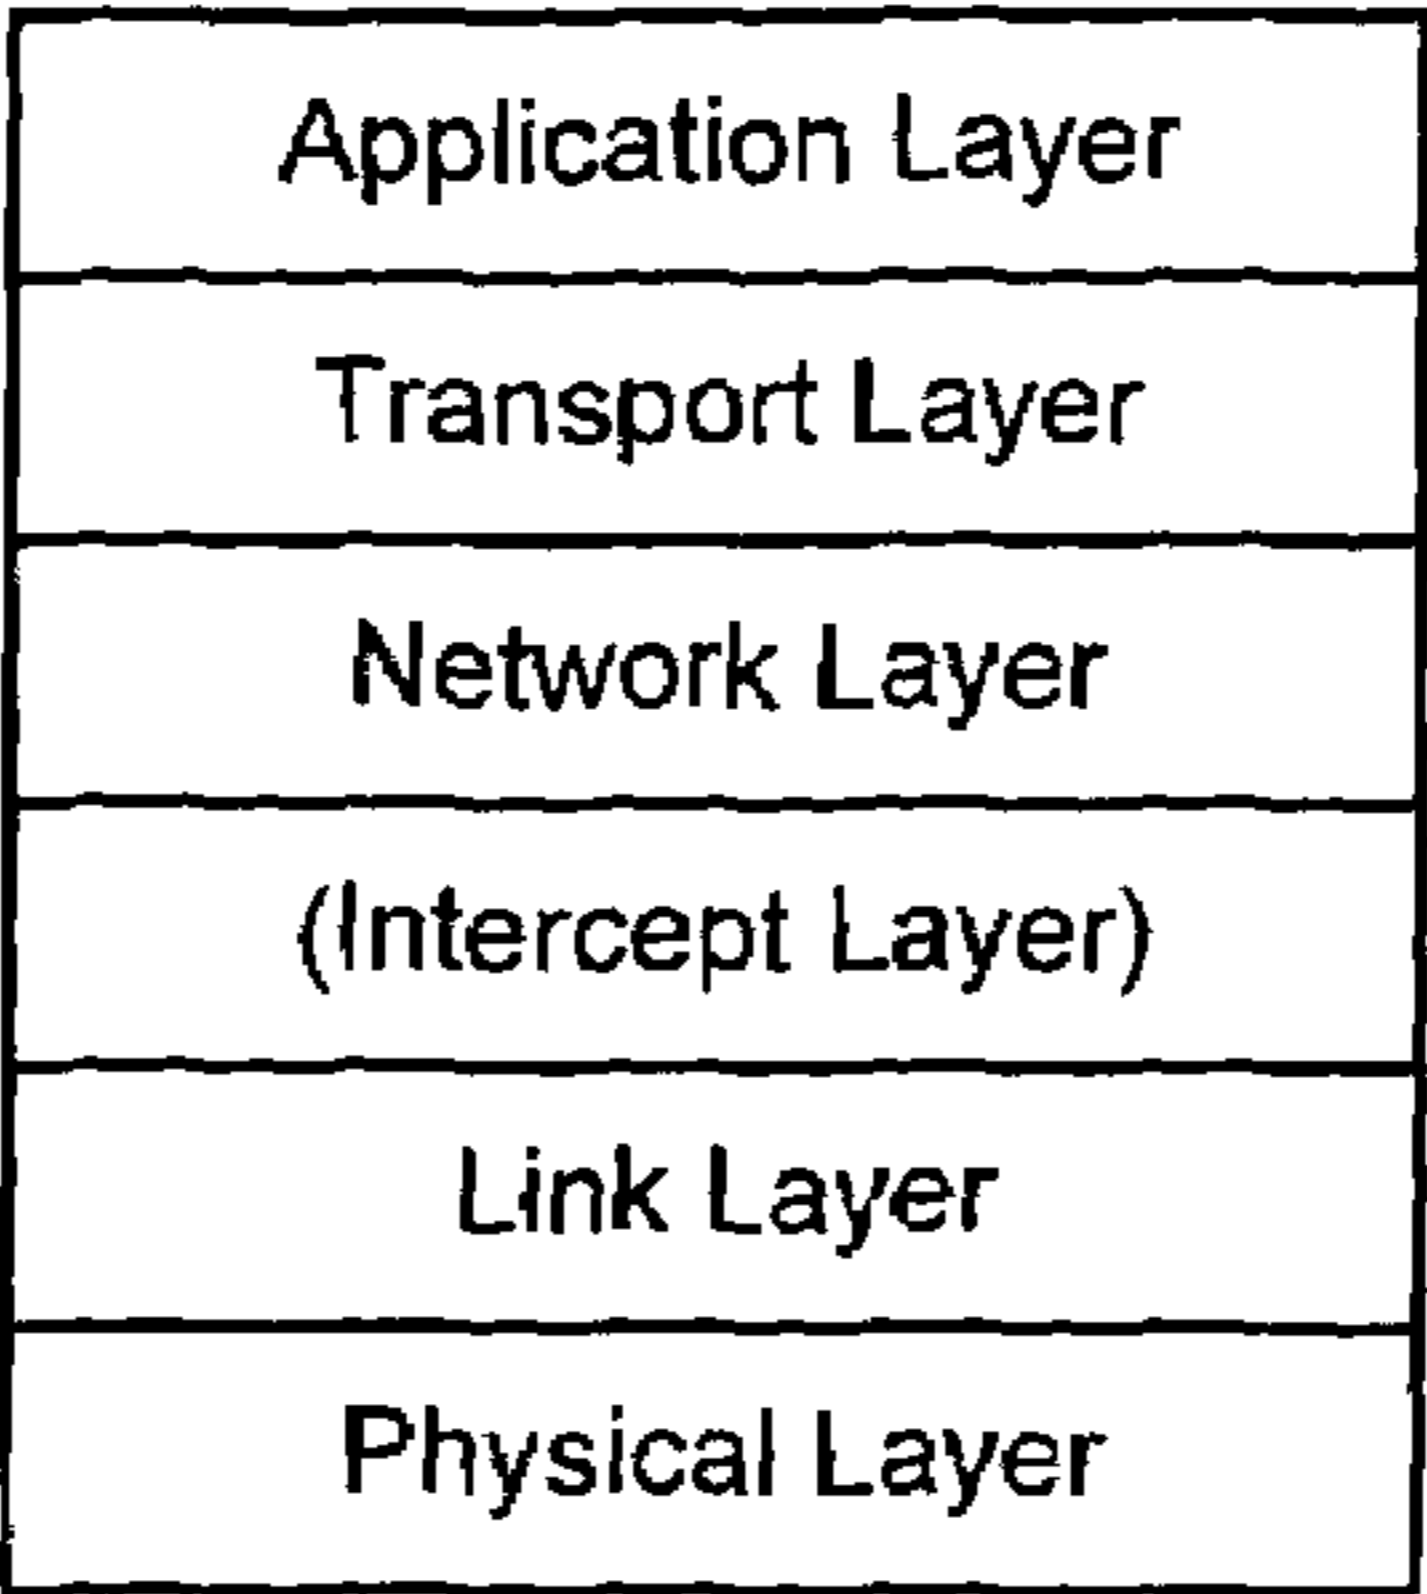 Application Layer
Transport Layer
Network Layer
(Intercept Layer)
Link Layer
Physical Layer